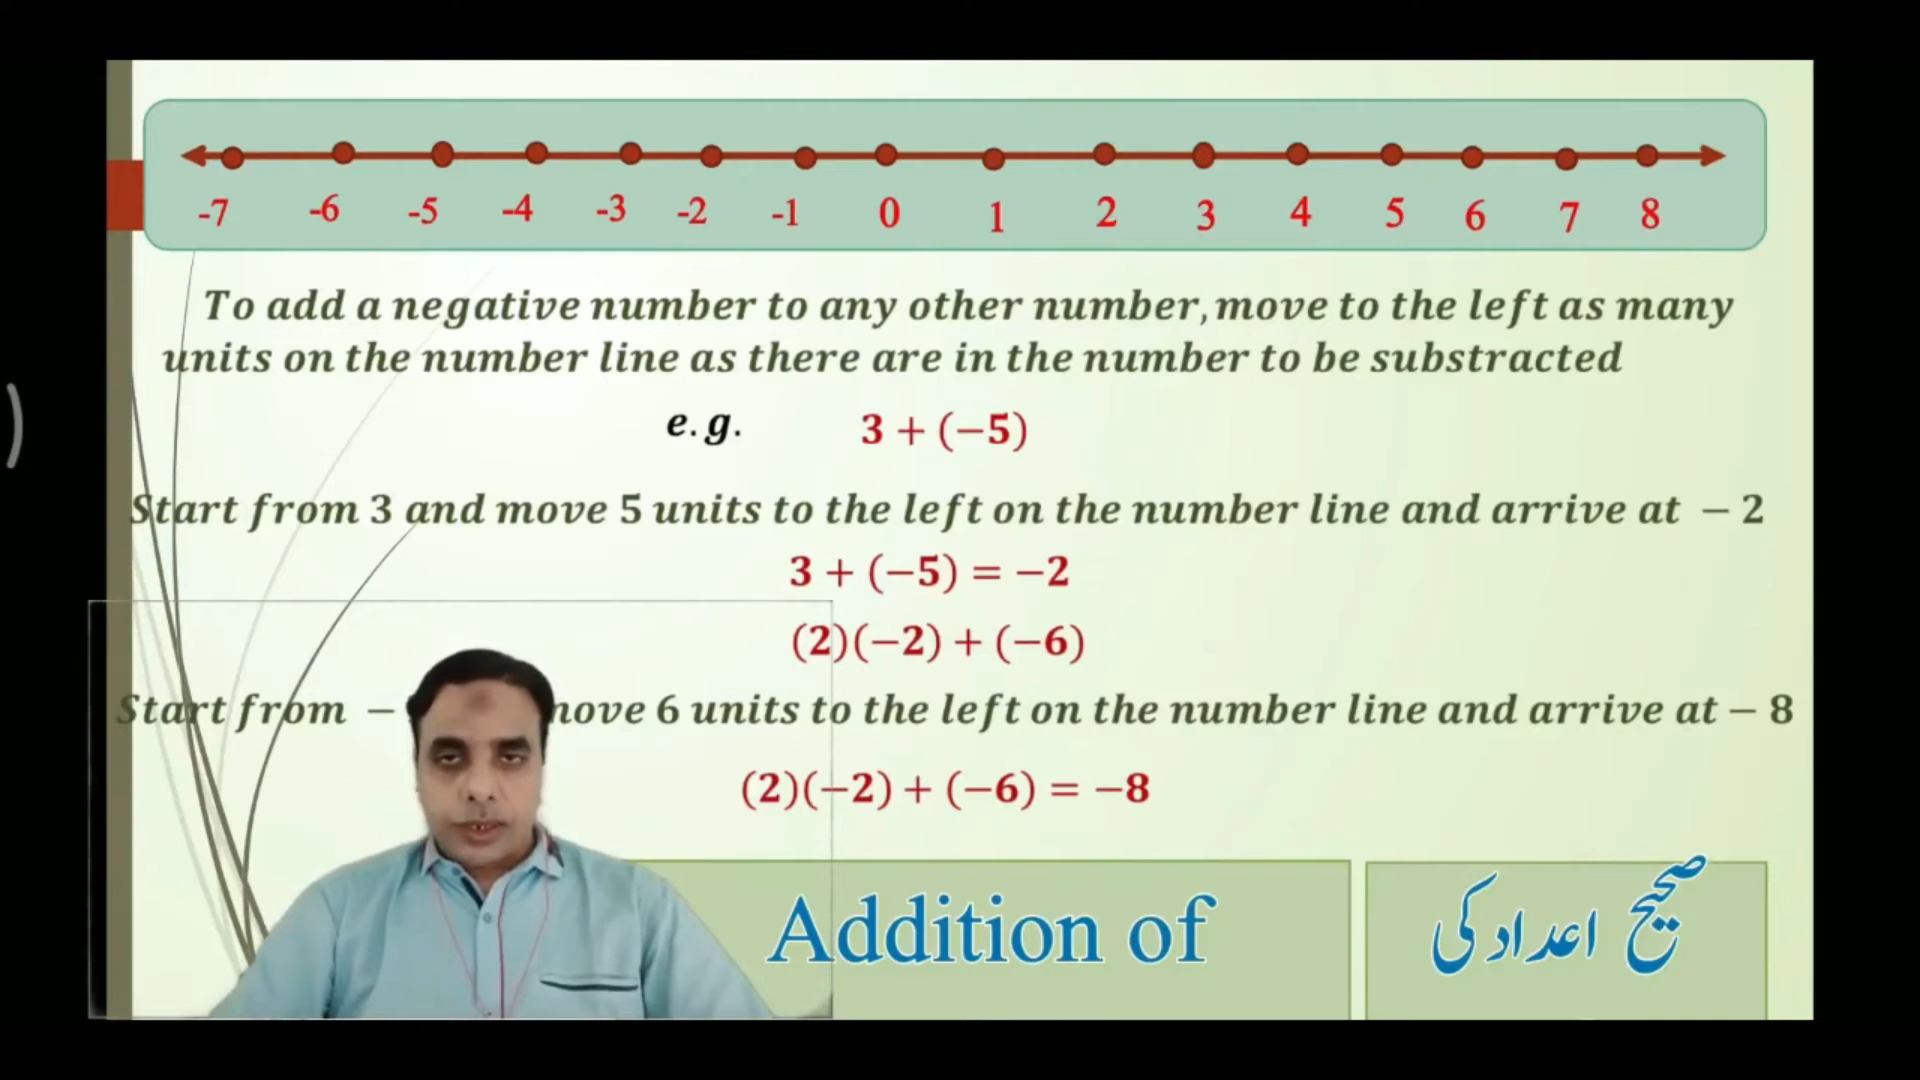 -7 -6 -5 -4 -3 -2 -1 0 1 2 3 4 5 6 7 8
To add a negative number to any other number, move to the left as many
units on the number line as there are in the number to be substracted
e.g. 3 + (−5)
Start from 3 and move 5 units to the left on the number line and arrive at − 2
3 + (−5) = −2
(2)(−2) + (−6)
Start from − move 6 units to the left on the number line and arrive at − 8
(2)(−2) + (−6) = −8
Addition of
صحیح اعداد کی